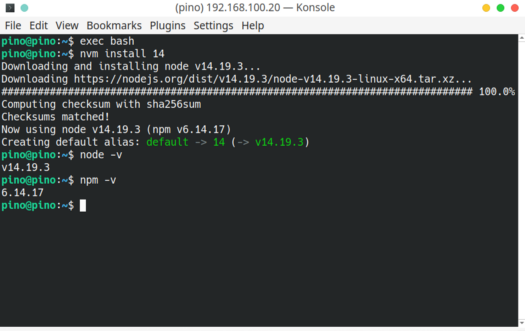 (pino) 192.168.100.20 — Konsole
File Edit View Bookmarks Plugins Settings Help
pino@pino:~$ exec bash
pino@pino:~$ nvm install 14
Downloading and installing node v14.19.3...
Downloading https://nodejs.org/dist/v14.19.3/node-v14.19.3-linux-x64.tar.xz...
######################################################################### 100.0%
Computing checksum with sha256sum
Checksums matched!
Now using node v14.19.3 (npm v6.14.17)
Creating default alias: default -> 14 (-> v14.19.3)
pino@pino:~$ node -v
v14.19.3
pino@pino:~$ npm -v
6.14.17
pino@pino:~$